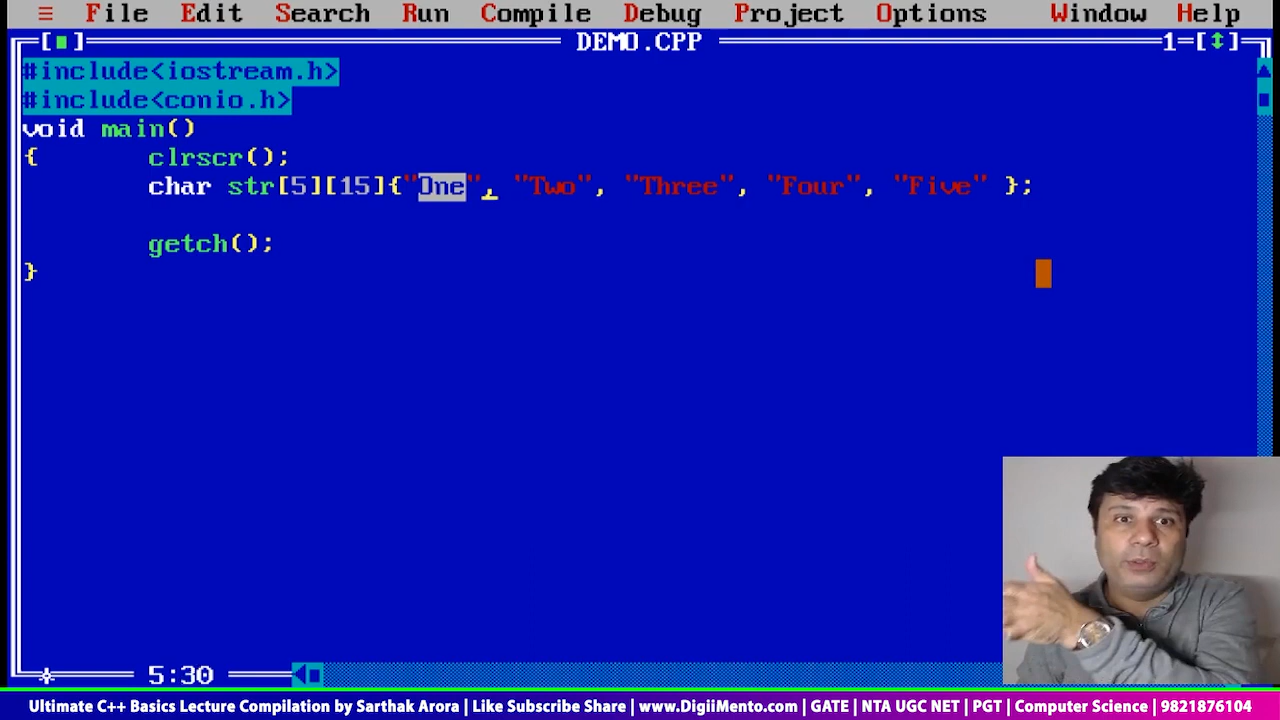 ≡ File Edit Search Run Compile Debug Project Options Window Help
[■] DEMO.CPP 1=[↕]
#include<iostream.h>
#include<conio.h>
void main()
{ clrscr();
char str[5][15]{"One", "Two", "Three", "Four", "Five" };
getch();
}
5:30
Ultimate C++ Basics Lecture Compilation by Sarthak Arora | Like Subscribe Share | www.DigiiMento.com | GATE | NTA UGC NET | PGT | Computer Science | 9821876104